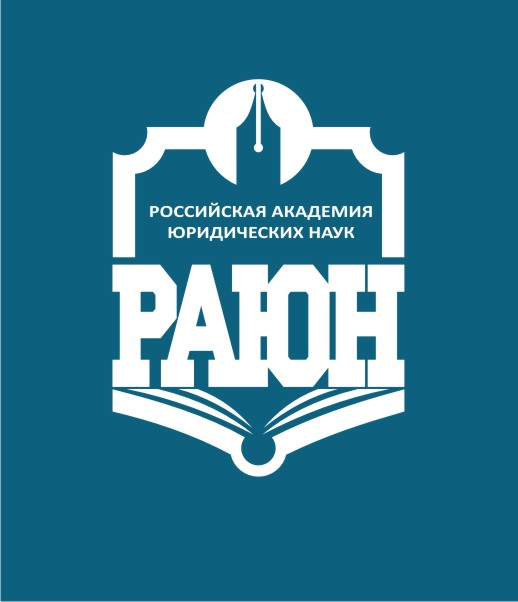 РОССИЙСКАЯ АКАДЕМИЯ
ЮРИДИЧЕСКИХ НАУК
РАЮН